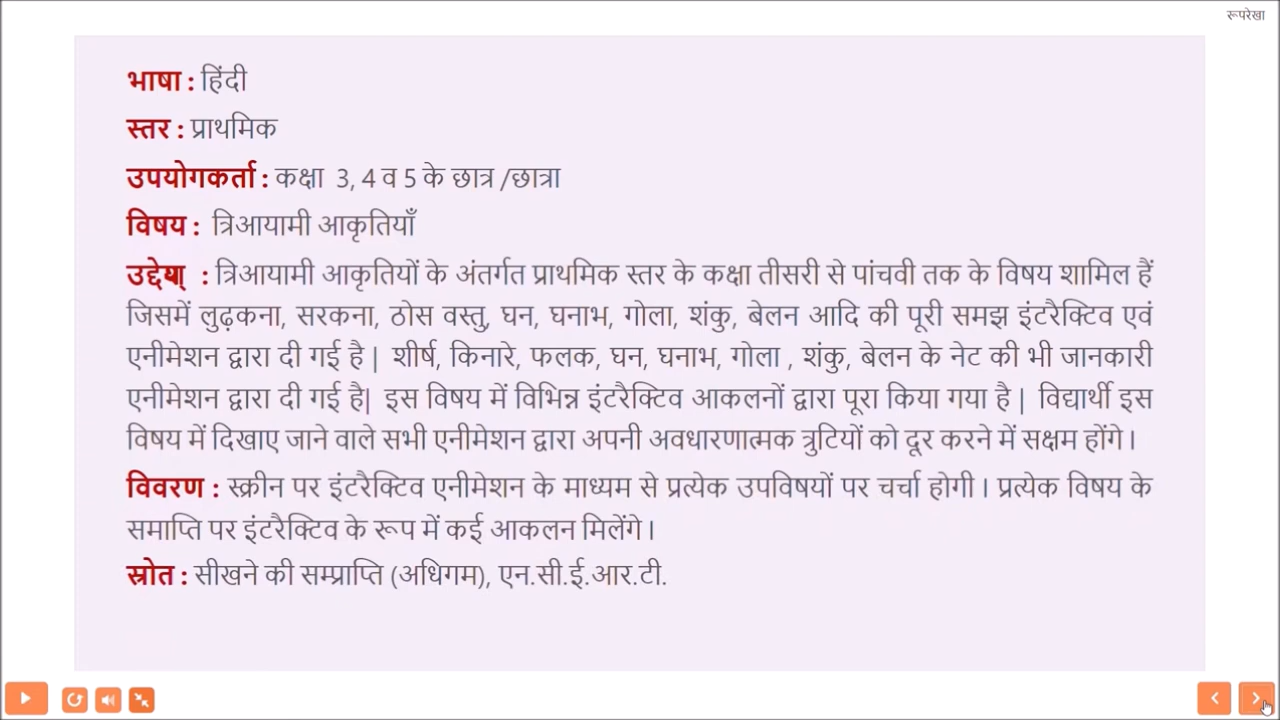 रूपरेखा
भाषा : हिंदी
स्तर : प्राथमिक
उपयोगकर्ता : कक्षा 3, 4 व 5 के छात्र /छात्रा
विषय : त्रिआयामी आकृतियाँ
: त्रिआयामी आकृतियों के अंतर्गत प्राथमिक स्तर के कक्षा तीसरी से पांचवी तक के विषय शामिल हैं
जिसमें लुढ़कना, सरकना, ठोस वस्तु, घन, घनाभ, गोला, शंकु, बेलन आदि की पूरी समझ इंटरैक्टिव एवं
एनीमेशन द्वारा दी गई है | शीर्ष, किनारे, फलक, घन, घनाभ, गोला , शंकु, बेलन के नेट की भी जानकारी
एनीमेशन द्वारा दी गई है| इस विषय में विभिन्न इंटरैक्टिव आकलनों द्वारा पूरा किया गया है | विद्यार्थी इस
विषय में दिखाए जाने वाले सभी एनीमेशन द्वारा अपनी अवधारणात्मक त्रुटियों को दूर करने में सक्षम होंगे ।
विवरण : स्क्रीन पर इंटरैक्टिव एनीमेशन के माध्यम से प्रत्येक उपविषयों पर चर्चा होगी । प्रत्येक विषय के
समाप्ति पर इंटरैक्टिव के रूप में कई आकलन मिलेंगे ।
स्रोत : सीखने की सम्प्राप्ति (अधिगम), एन.सी.ई.आर.टी.